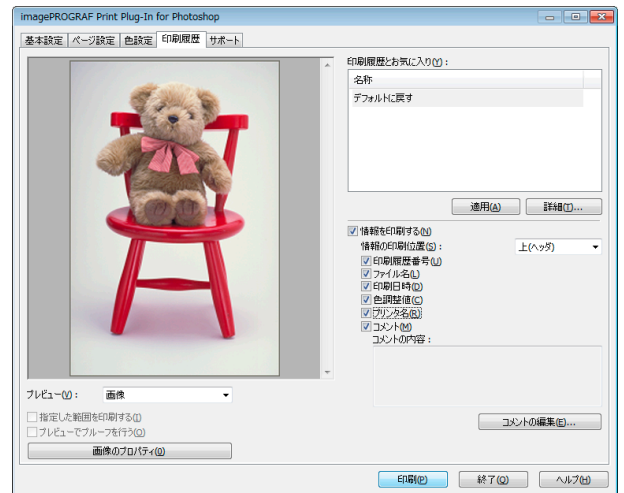 imagePROGRAF Print Plug-In for Photoshop
基本設定 ページ設定 色設定 印刷履歴 サポート
印刷履歴とお気に入り(Y)：
名称
デフォルトに戻す
適用(A) 詳細(T)...
情報を印刷する(N)
情報の印刷位置(S)： 上(ヘッダ)
印刷履歴番号(U)
ファイル名(L)
印刷日時(D)
色調整値(C)
プリンタ名(R)
コメント(M)
コメントの内容：
プレビュー(V)： 画像
指定した範囲を印刷する(I)
プレビューでプルーフを行う(O)
コメントの編集(E)...
画像のプロパティ(O)
印刷(P) 終了(Q) ヘルプ(H)